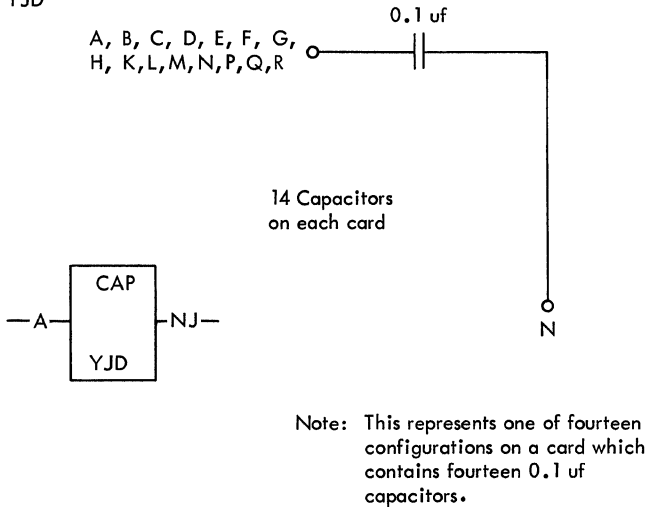 YJD
0.1 uf
A, B, C, D, E, F, G,
H, K,L,M,N,P,Q,R
14 Capacitors
on each card
CAP
A
NJ
YJD
N
Note: This represents one of fourteen
configurations on a card which
contains fourteen 0.1 uf
capacitors.